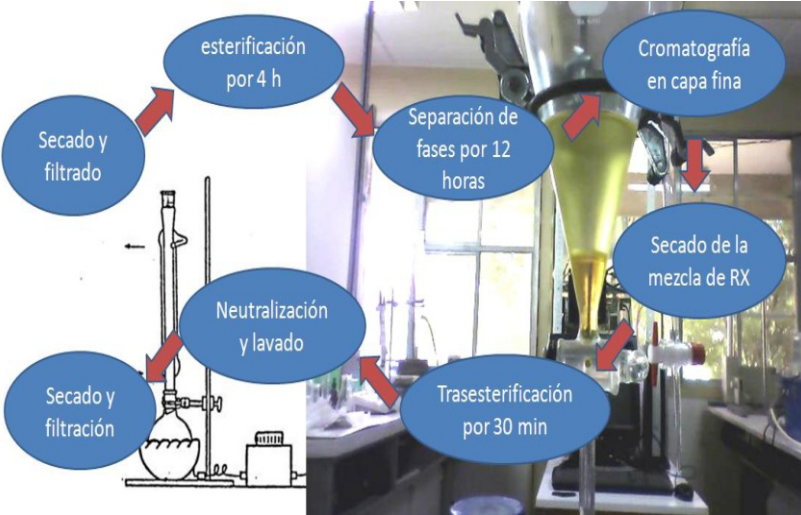 Secado y
filtrado
esterificación
por 4 h
Separación de
fases por 12
horas
Cromatografía
en capa fina
Secado de la
mezcla de RX
Trasesterificación
por 30 min
Neutralización
y lavado
Secado y
filtración